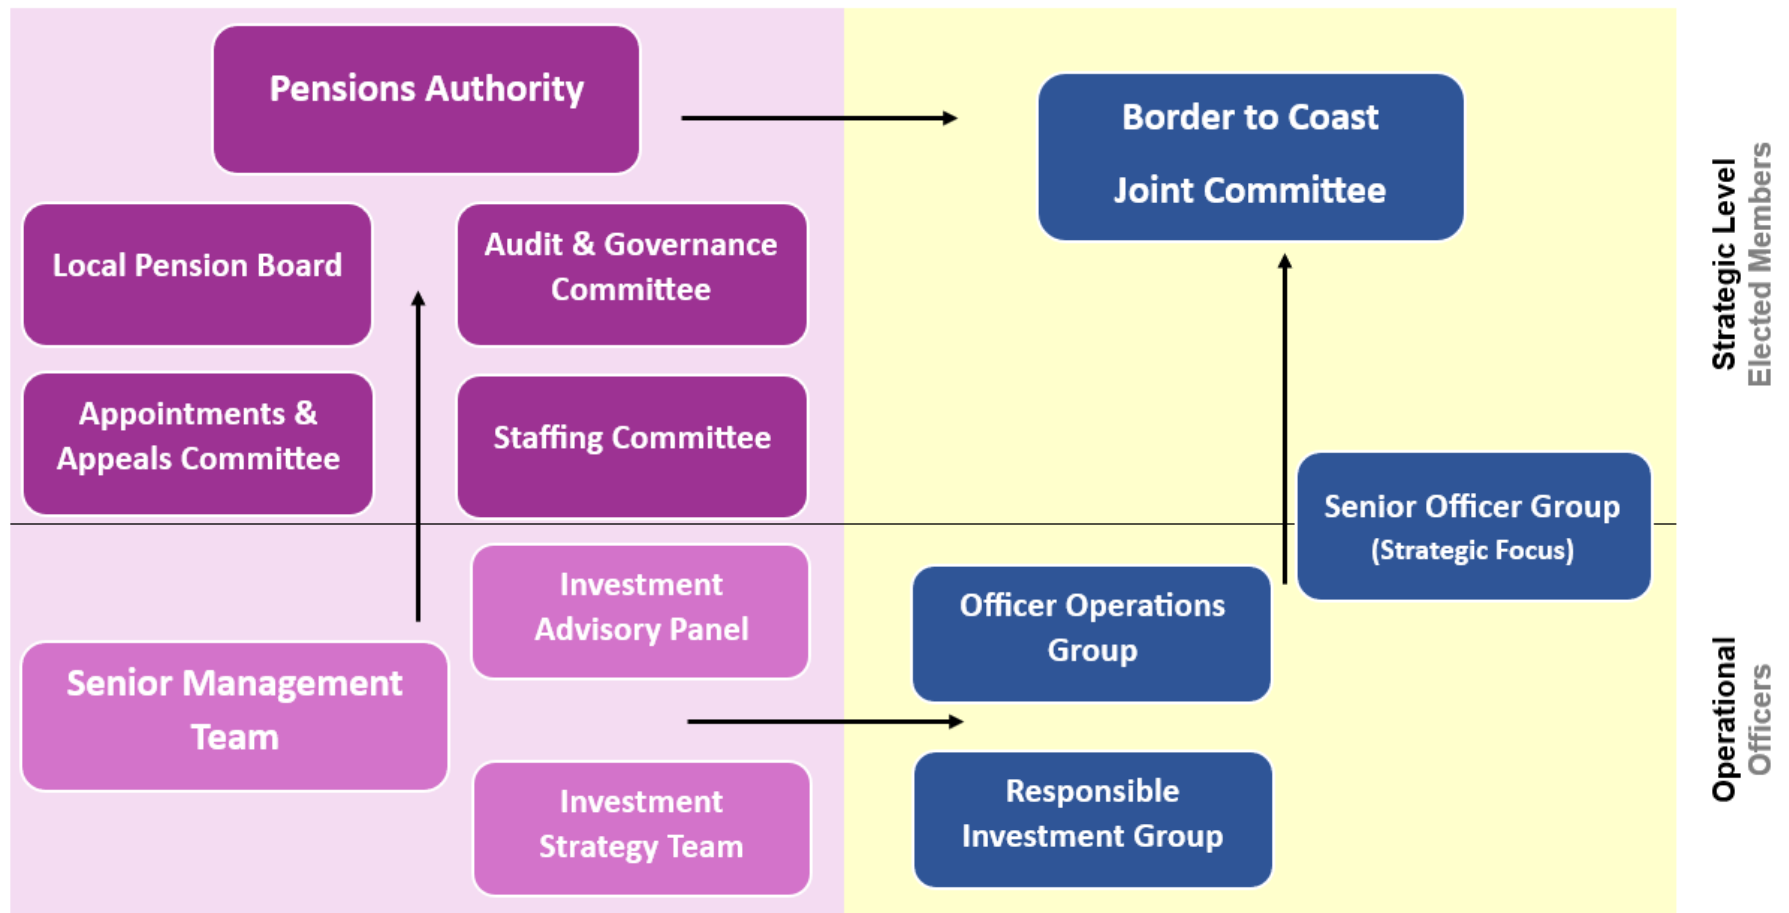 Pensions Authority
Local Pension Board
Audit & Governance
Committee
Appointments &
Appeals Committee
Staffing Committee
Senior Management
Team
Investment
Advisory Panel
Investment
Strategy Team
Border to Coast
Joint Committee
Senior Officer Group
(Strategic Focus)
Officer Operations
Group
Responsible
Investment Group
Strategic Level
Elected Members
Operational
Officers